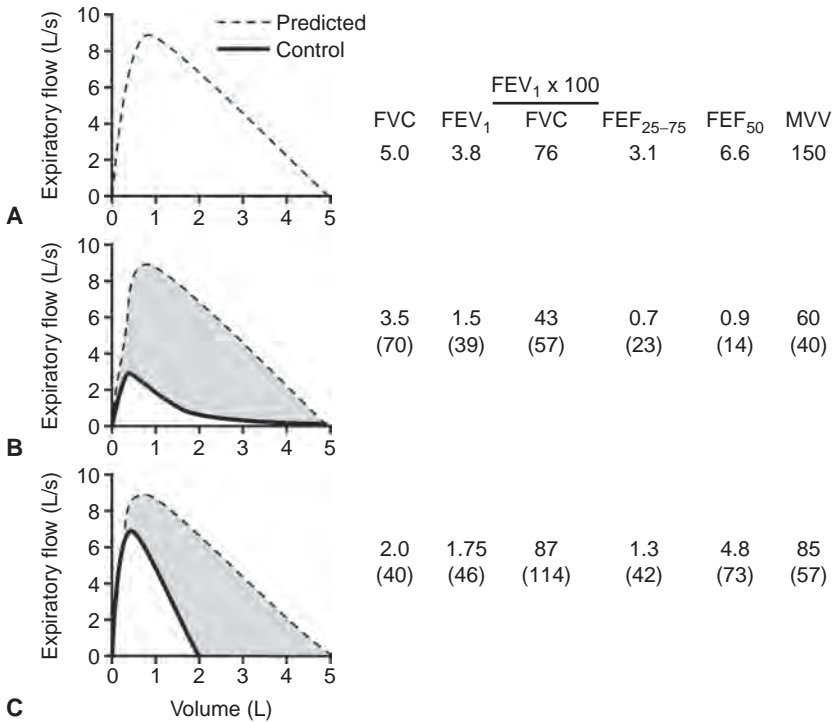 Expiratory flow (L/s)
10
8
6
4
2
0
0 1 2 3 4 5
Predicted
Control
A
FEV₁ x 100
FVC FEV₁ FVC FEF₂₅₋₇₅ FEF₅₀ MVV
5.0 3.8 76 3.1 6.6 150
Expiratory flow (L/s)
10
8
6
4
2
0
0 1 2 3 4 5
B
3.5 1.5 43 0.7 0.9 60
(70) (39) (57) (23) (14) (40)
Expiratory flow (L/s)
10
8
6
4
2
0
0 1 2 3 4 5
Volume (L)
C
2.0 1.75 87 1.3 4.8 85
(40) (46) (114) (42) (73) (57)